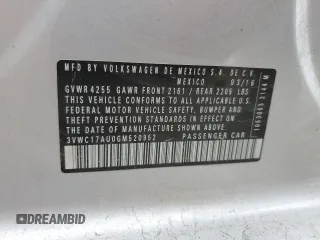 MFD BY VOLKSWAGEN DE MEXICO S.A. DE C.V.
MEXICO 03/16
GVWR 4255 GAWR FRONT 2161 / REAR 2205 LBS
THIS VEHICLE CONFORMS TO ALL APPLICABLE
FEDERAL MOTOR VEHICLE SAFETY,
BUMPER, AND THEFT PREVENTION STANDARDS
IN EFFECT ON THE DATE OF MANUFACTURE
SHOWN ABOVE.
3VWC17AU0GM520952 PASSENGER CAR